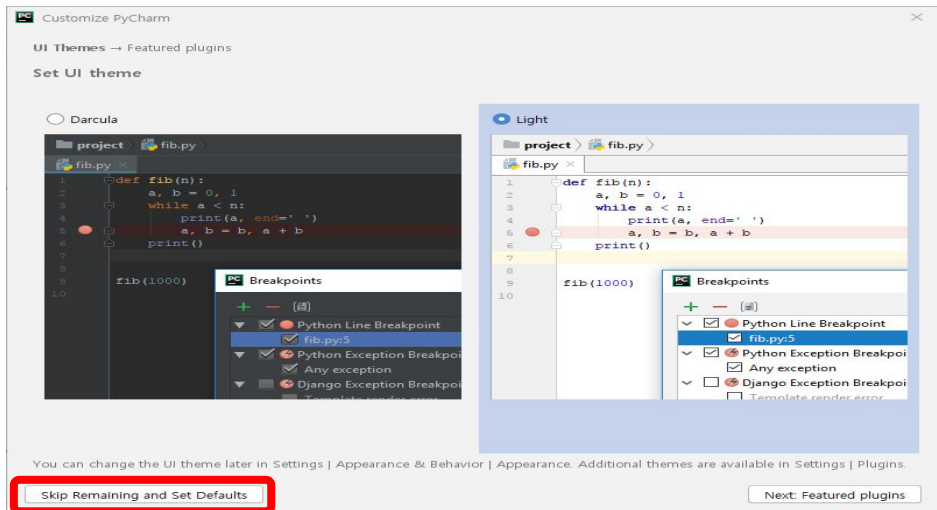 PC Customize PyCharm
UI Themes → Featured plugins
Set UI theme
Darcula
project fib.py
fib.py
1 def fib(n):
2 a, b = 0, 1
3 while a < n:
4 print(a, end=' ')
5 a, b = b, a + b
6 print()
7
8
9 fib(1000)
10
PC Breakpoints
Python Line Breakpoint
fib.py:5
Python Exception Breakpoi
Any exception
Django Exception Breakpoi
Template render error
Light
project fib.py
fib.py
1 def fib(n):
2 a, b = 0, 1
3 while a < n:
4 print(a, end=' ')
5 a, b = b, a + b
6 print()
7
8
9 fib(1000)
10
PC Breakpoints
Python Line Breakpoint
fib.py:5
Python Exception Breakpoi
Any exception
Django Exception Breakpoi
Template render error
You can change the UI theme later in Settings | Appearance & Behavior | Appearance. Additional themes are available in Settings | Plugins.
Skip Remaining and Set Defaults
Next: Featured plugins